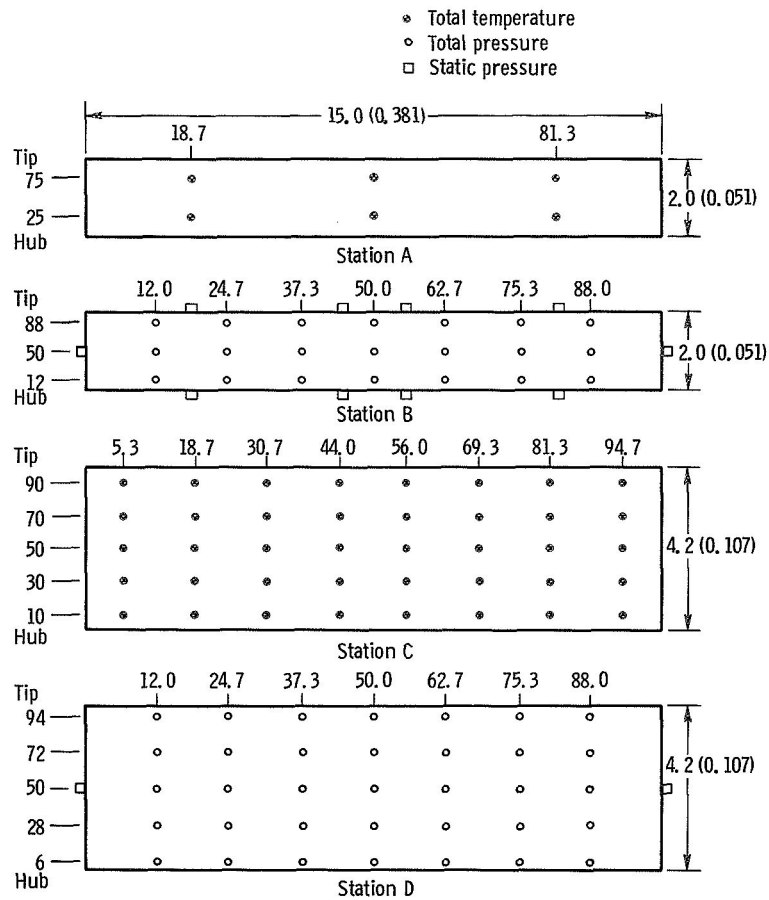 Total temperature
Total pressure
Static pressure
15.0 (0.381)
18.7 81.3
Tip
75
25
Hub
2.0 (0.051)
Station A
12.0 24.7 37.3 50.0 62.7 75.3 88.0
Tip
88
50
12
Hub
2.0 (0.051)
Station B
5.3 18.7 30.7 44.0 56.0 69.3 81.3 94.7
Tip
90
70
50
30
10
Hub
4.2 (0.107)
Station C
12.0 24.7 37.3 50.0 62.7 75.3 88.0
Tip
94
72
50
28
6
Hub
4.2 (0.107)
Station D